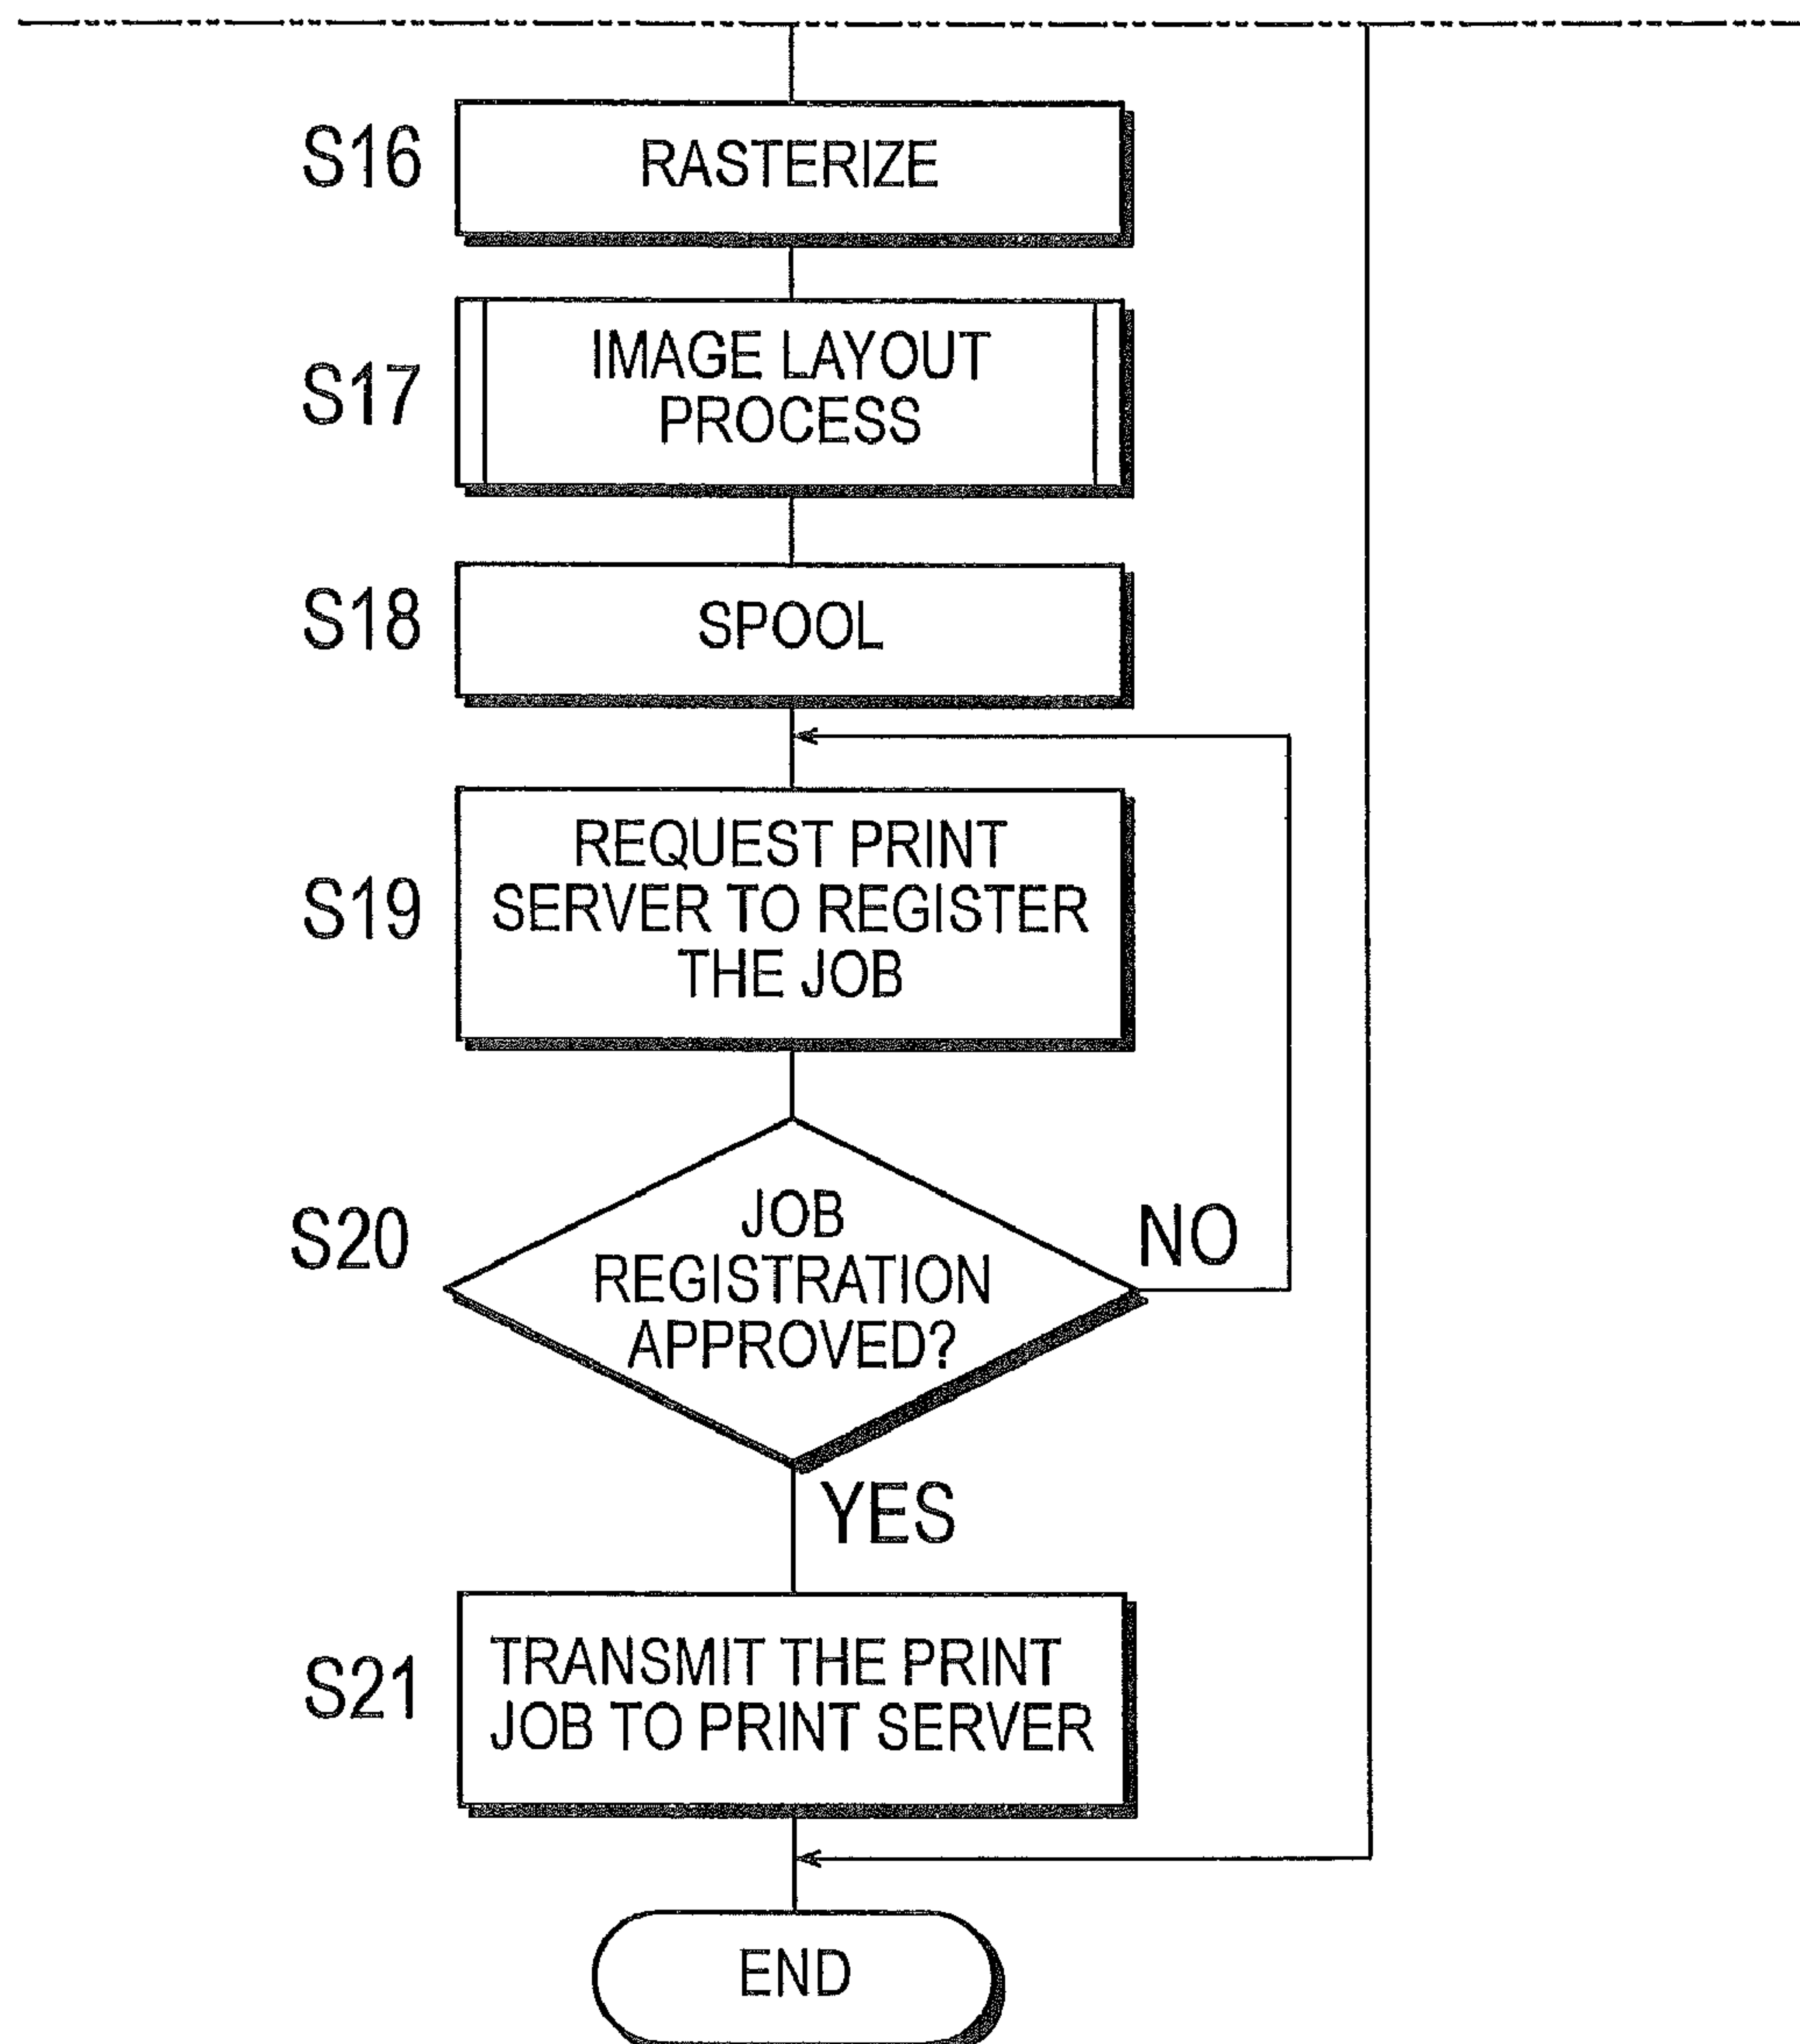 S16
RASTERIZE
S17
IMAGE LAYOUT
PROCESS
S18
SPOOL
S19
REQUEST PRINT
SERVER TO REGISTER
THE JOB
S20
JOB
REGISTRATION
APPROVED?
NO
YES
S21
TRANSMIT THE PRINT
JOB TO PRINT SERVER
END